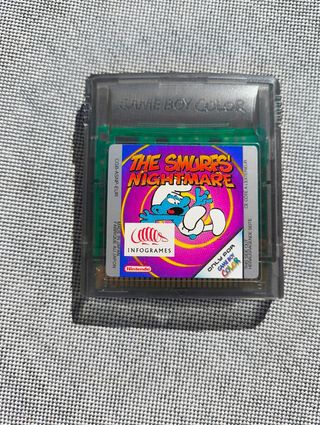 GAME BOY COLOR
THE SMURFS'
NIGHTMARE
INFOGRAMES
Nintendo
ONLY FOR
GAME BOY
COLOR